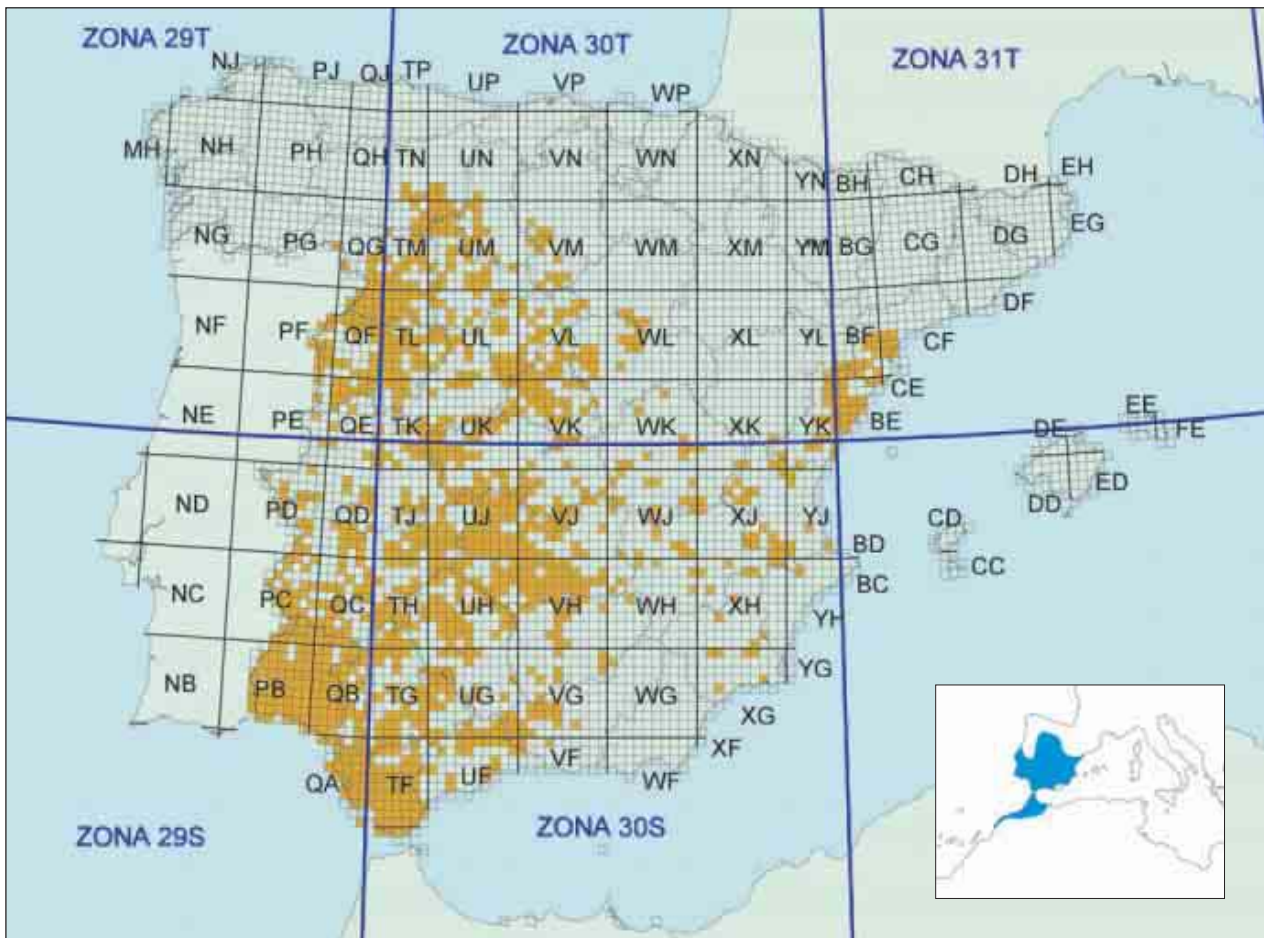 ZONA 29T
ZONA 30T
ZONA 31T
NJ PJ QJ TP UP VP WP
MH NH PH QH TN UN VN WN XN YN BH CH DH EH
NG PG QG TM UM VM WM XM YM BG CG DG EG
NF PF QF TL UL VL WL XL YL BF CF DF
NE PE QE TK UK VK WK XK YK BE CE DE EE FE
ND PD QD TJ UJ VJ WJ XJ YJ BD CD DD ED
NC PC QC TH UH VH WH XH YH BC CC
NB PB QB TG UG VG WG XG YG
QA TF UF VF WF XF
ZONA 29S
ZONA 30S